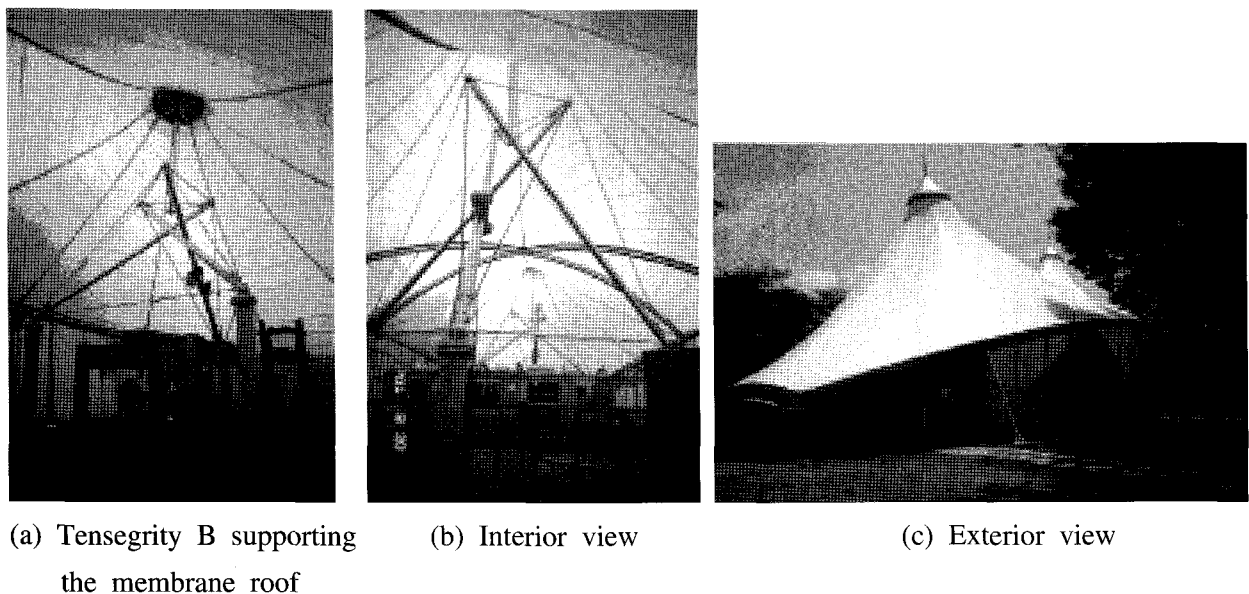 (a) Tensegrity B supporting
the membrane roof
(b) Interior view
(c) Exterior view